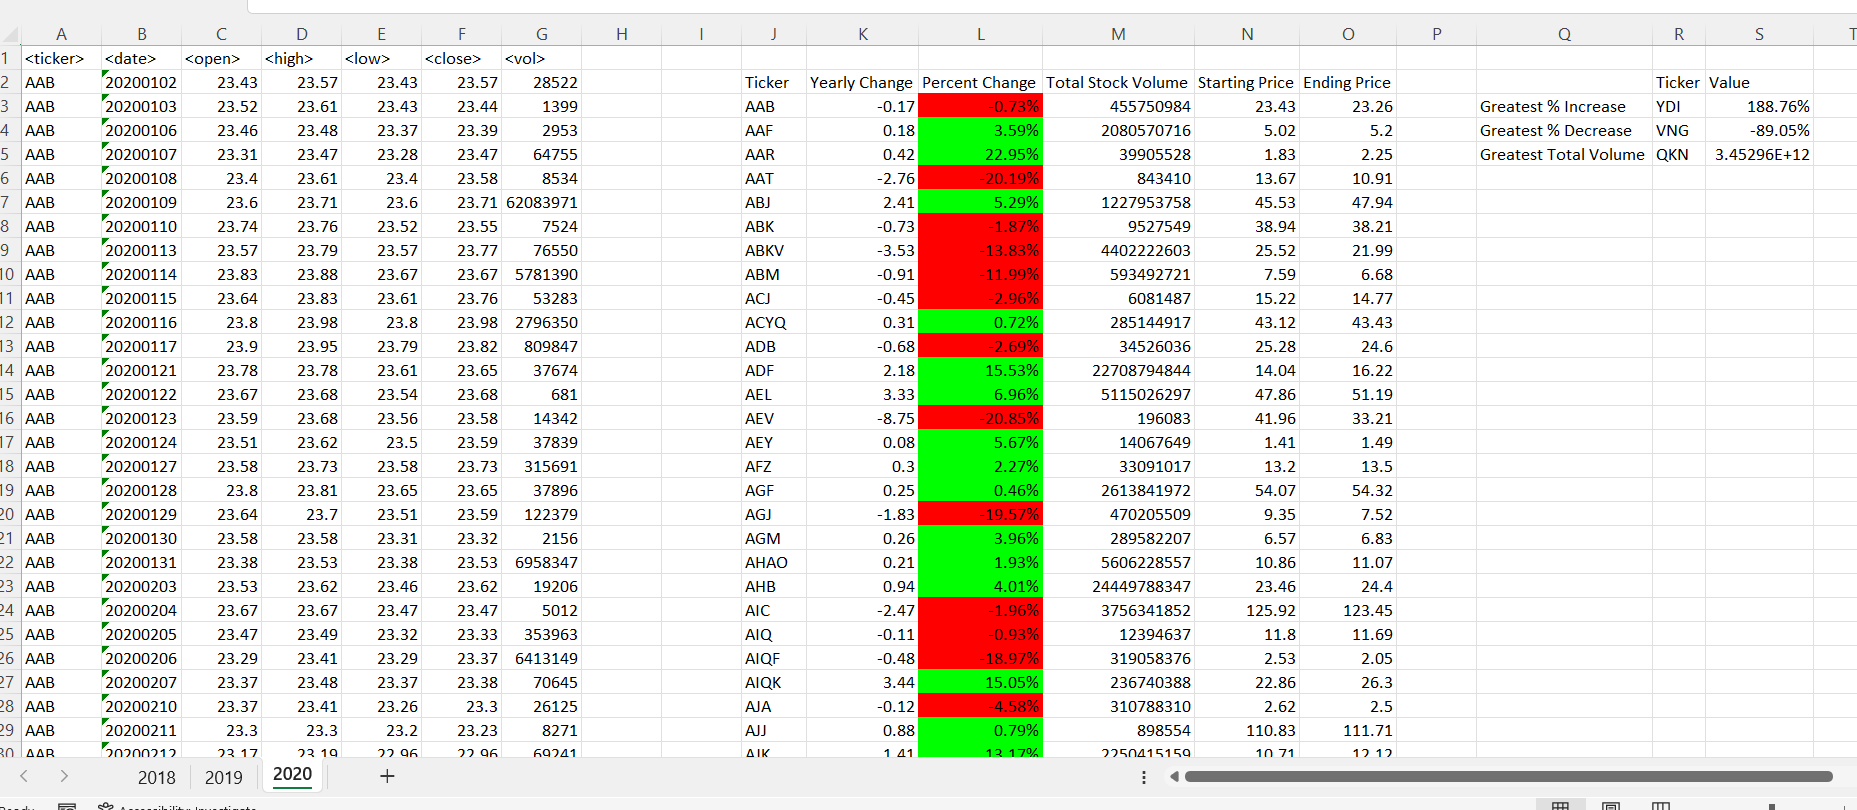 A B C D E F G H I J K L M N O P Q R S T
1 <ticker> <date> <open> <high> <low> <close> <vol>
2 AAB 20200102 23.43 23.57 23.43 23.57 28522 Ticker Yearly Change Percent Change Total Stock Volume Starting Price Ending Price Ticker Value
3 AAB 20200103 23.52 23.61 23.43 23.44 1399 AAB -0.17 -0.73% 455750984 23.43 23.26 Greatest % Increase YDI 188.76%
4 AAB 20200106 23.46 23.48 23.37 23.39 2953 AAF 0.18 3.59% 2080570716 5.02 5.2 Greatest % Decrease VNG -89.05%
5 AAB 20200107 23.31 23.47 23.28 23.47 64755 AAR 0.42 22.95% 39905528 1.83 2.25 Greatest Total Volume QKN 3.45296E+12
6 AAB 20200108 23.4 23.61 23.4 23.58 8534 AAT -2.76 -20.19% 843410 13.67 10.91
7 AAB 20200109 23.6 23.71 23.6 23.71 62083971 ABJ 2.41 5.29% 1227953758 45.53 47.94
8 AAB 20200110 23.74 23.76 23.52 23.55 7524 ABK -0.73 -1.87% 9527549 38.94 38.21
9 AAB 20200113 23.57 23.79 23.57 23.77 76550 ABKV -3.53 -13.83% 4402222603 25.52 21.99
10 AAB 20200114 23.83 23.88 23.67 23.67 5781390 ABM -0.91 -11.99% 593492721 7.59 6.68
11 AAB 20200115 23.64 23.83 23.61 23.76 53283 ACJ -0.45 -2.96% 6081487 15.22 14.77
12 AAB 20200116 23.8 23.98 23.8 23.98 2796350 ACYQ 0.31 0.72% 285144917 43.12 43.43
13 AAB 20200117 23.9 23.95 23.79 23.82 809847 ADB -0.68 -2.69% 34526036 25.28 24.6
14 AAB 20200121 23.78 23.78 23.61 23.65 37674 ADF 2.18 15.53% 22708794844 14.04 16.22
15 AAB 20200122 23.67 23.68 23.54 23.58 681 AEL 3.33 6.96% 5115026297 47.86 51.19
16 AAB 20200123 23.59 23.68 23.56 23.58 14342 AEV -8.75 -20.85% 196083 41.96 33.21
17 AAB 20200124 23.51 23.62 23.5 23.59 37839 AEY 0.08 5.67% 14067649 1.41 1.49
18 AAB 20200127 23.58 23.73 23.58 23.73 315691 AFZ 0.3 2.27% 33091017 13.2 13.5
19 AAB 20200128 23.8 23.81 23.65 23.65 37896 AGF 0.25 0.46% 2613841972 54.07 54.32
20 AAB 20200129 23.64 23.7 23.51 23.59 122379 AGJ -1.83 -19.57% 470205509 9.35 7.52
21 AAB 20200130 23.58 23.58 23.31 23.32 2156 AGM 0.26 3.96% 289582207 6.57 6.83
22 AAB 20200131 23.38 23.53 23.38 23.53 6958347 AHAO 0.21 1.93% 5606228557 10.86 11.07
23 AAB 20200203 23.53 23.62 23.46 23.62 19206 AHB 0.94 4.01% 24449788347 23.46 24.4
24 AAB 20200204 23.67 23.67 23.47 23.47 5012 AIC -2.47 -1.96% 3756341852 125.92 123.45
25 AAB 20200205 23.47 23.49 23.32 23.33 353963 AIQ -0.11 -0.93% 12394637 11.8 11.69
26 AAB 20200206 23.29 23.41 23.29 23.37 6413149 AIQF -0.48 -18.97% 319058376 2.53 2.05
27 AAB 20200207 23.37 23.48 23.37 23.38 70645 AIQK 3.44 15.05% 236740388 22.86 26.3
28 AAB 20200210 23.37 23.41 23.26 23.3 26125 AJA -0.12 -4.58% 310788310 2.62 2.5
29 AAB 20200211 23.3 23.3 23.2 23.23 8271 AJJ 0.88 0.79% 898554 110.83 111.71
30 AAB 20200212 23.17 23.19 22.96 22.96 69241 AJK 1.41 13.17% 2250415159 10.71 12.12
2018 2019 2020